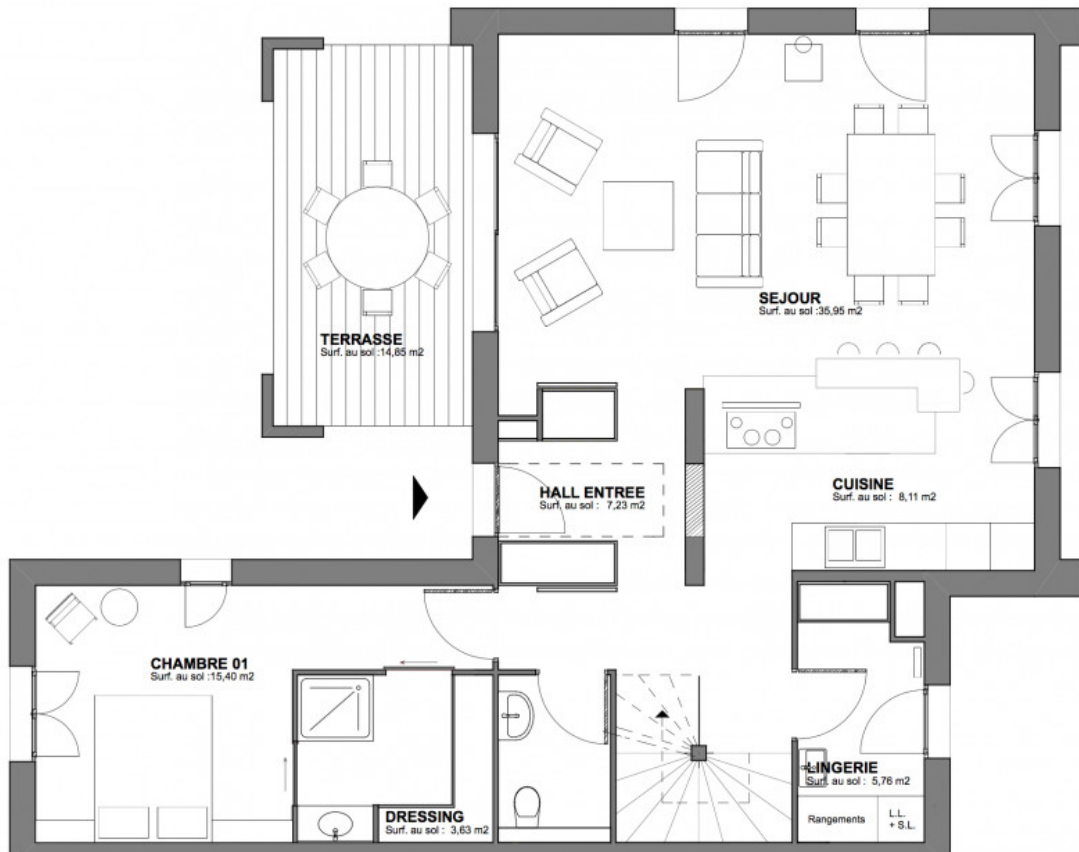 SEJOUR
Surf. au sol :35,95 m2
TERRASSE
Surf. au sol :14,85 m2
CUISINE
Surf. au sol : 8,11 m2
HALL ENTREE
Surf. au sol : 7,23 m2
CHAMBRE 01
Surf. au sol :15,40 m2
LINGERIE
Surf. au sol : 5,76 m2
DRESSING
Surf. au sol : 3,63 m2
Rangements
L.L.
+ S.L.